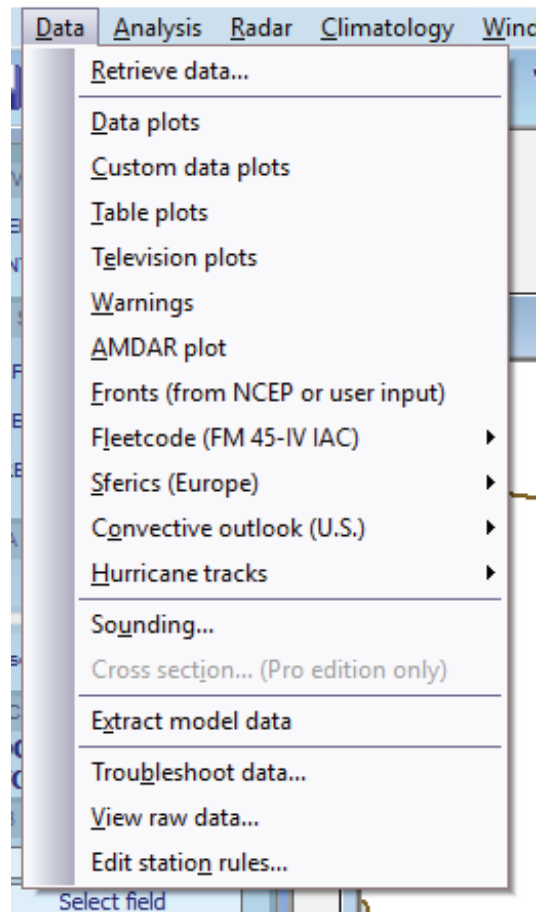 Data Analysis Radar Climatology
Retrieve data...
Data plots
Custom data plots
Table plots
Television plots
Warnings
AMDAR plot
Fronts (from NCEP or user input)
Fleetcode (FM 45-IV IAC)
Sferics (Europe)
Convective outlook (U.S.)
Hurricane tracks
Sounding...
Cross section... (Pro edition only)
Extract model data
Troubleshoot data...
View raw data...
Edit station rules...
Select field